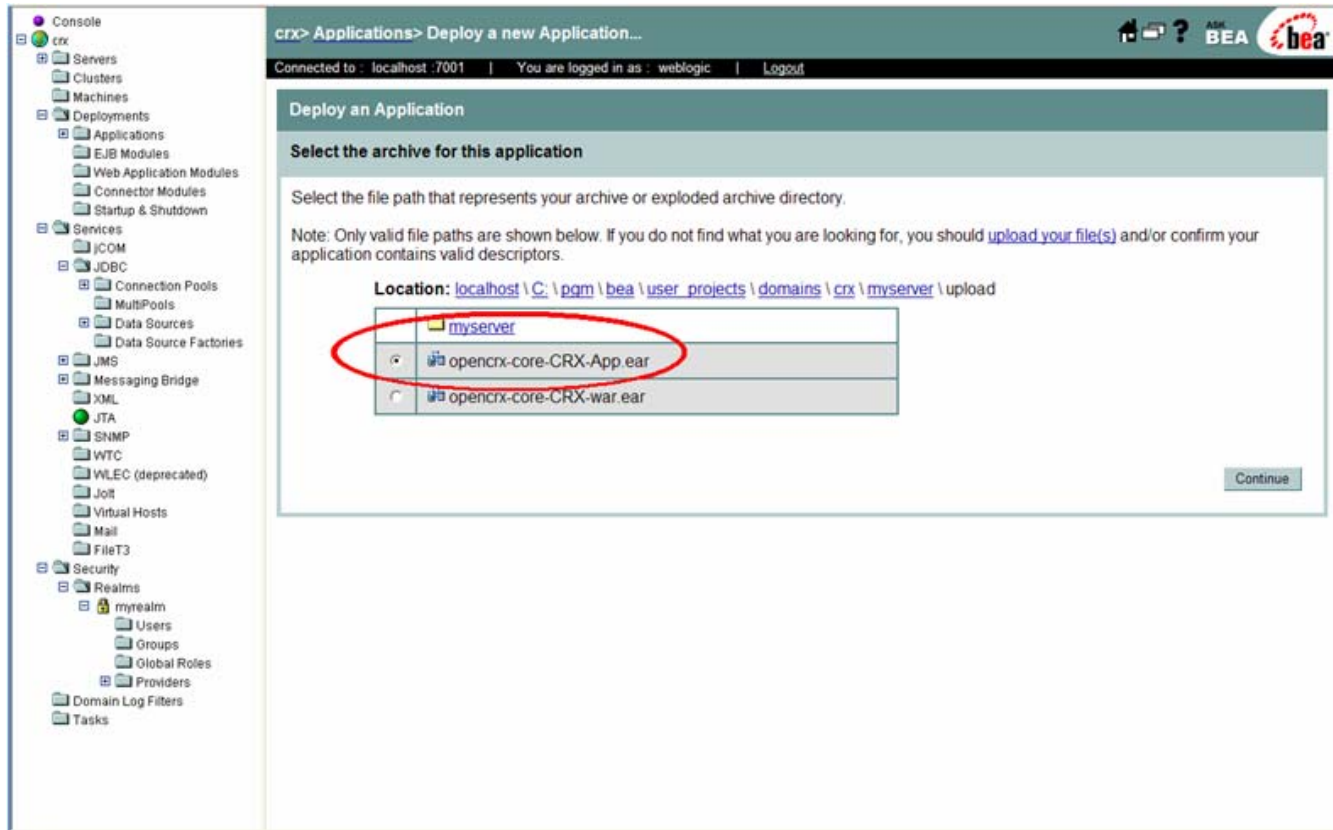 Console
crx
Servers
Clusters
Machines
Deployments
Applications
EJB Modules
Web Application Modules
Connector Modules
Startup & Shutdown
Services
jCOM
JDBC
Connection Pools
MultiPools
Data Sources
Data Source Factories
JMS
Messaging Bridge
XML
JTA
SNMP
WTC
WLEC (deprecated)
Jolt
Virtual Hosts
Mail
FileT3
Security
Realms
myrealm
Users
Groups
Global Roles
Providers
Domain Log Filters
Tasks
crx> Applications> Deploy a new Application...
? ASK BEA bea
Connected to : localhost :7001 | You are logged in as : weblogic | Logout
Deploy an Application
Select the archive for this application
Select the file path that represents your archive or exploded archive directory.
Note: Only valid file paths are shown below. If you do not find what you are looking for, you should upload your file(s) and/or confirm your
application contains valid descriptors.
Location: localhost \ C: \ pgm \ bea \ user_projects \ domains \ crx \ myserver \ upload
myserver
opencrx-core-CRX-App.ear
opencrx-core-CRX-war.ear
Continue